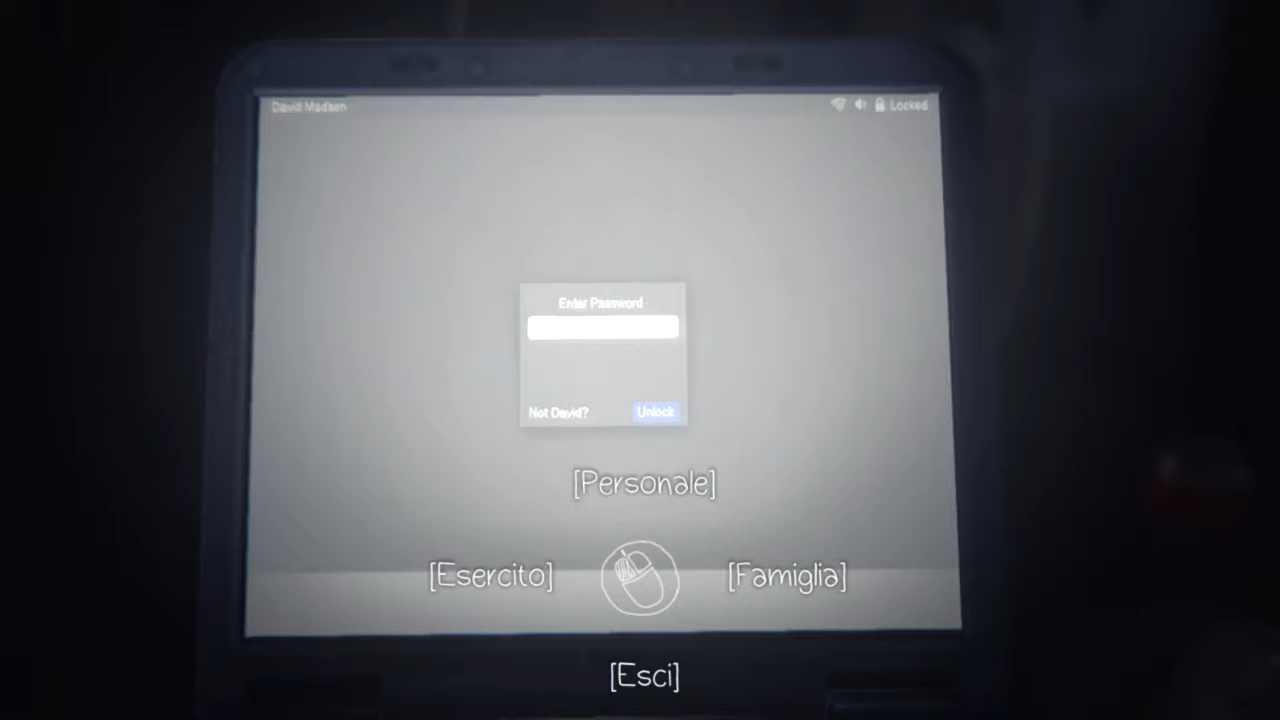 David Madsen
Locked
Enter Password
Not David?
Unlock
[Personale]
[Esercito]
[Famiglia]
[Esci]